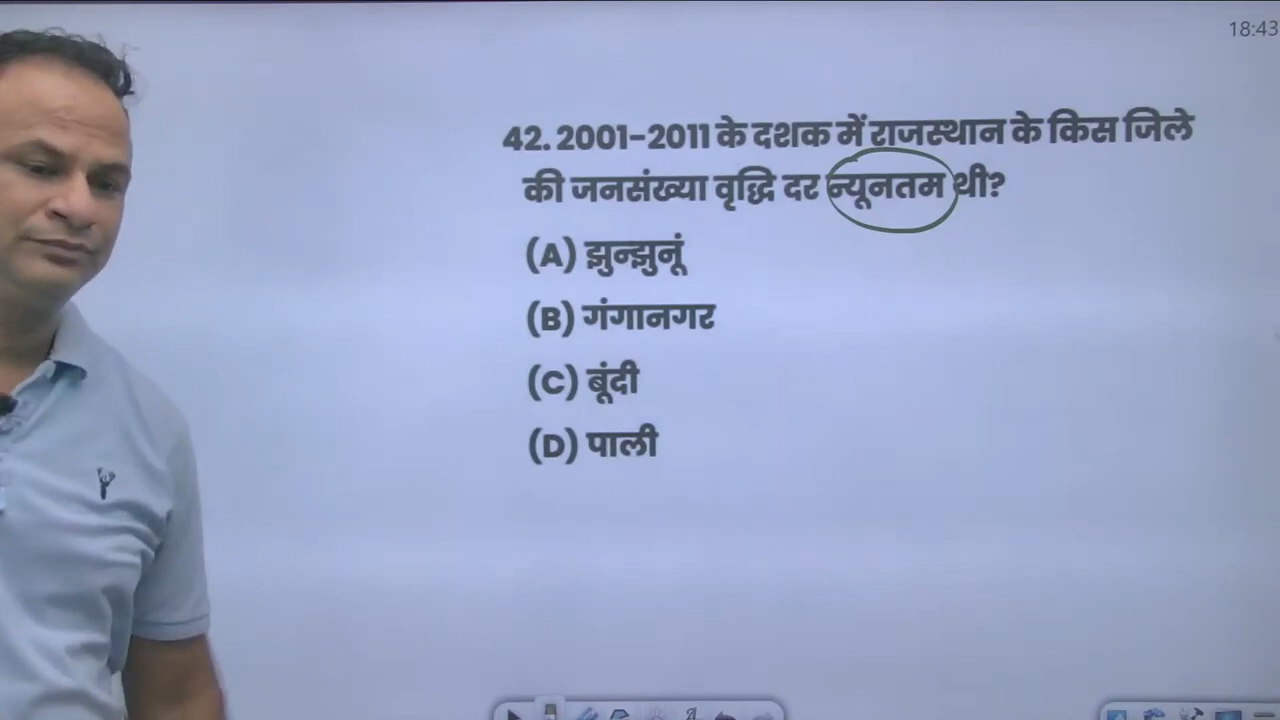 18:43
42. 2001-2011 के दशक में राजस्थान के किस जिले
की जनसंख्या वृद्धि दर न्यूनतम थी?
(A) झुन्झुनूं
(B) गंगानगर
(C) बूंदी
(D) पाली